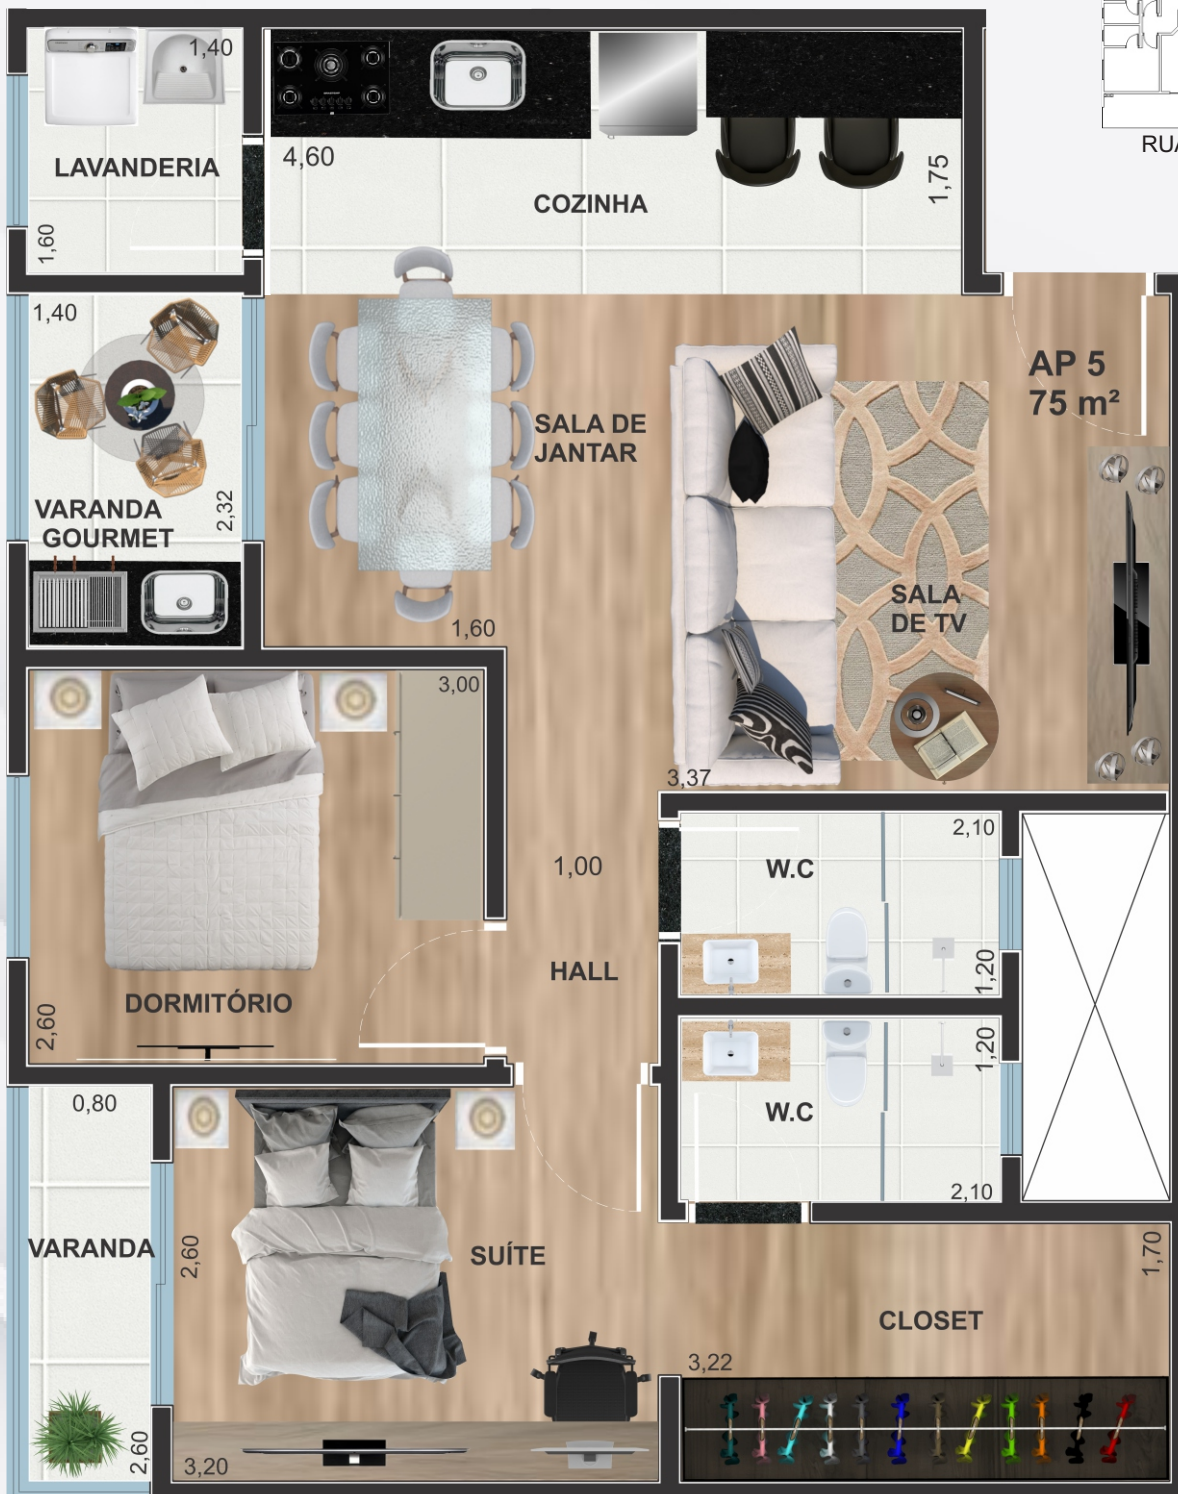 1,40
RUA
LAVANDERIA
4,60
COZINHA
1,75
1,60
1,40
AP 5
75 m²
SALA DE
JANTAR
2,32
VARANDA
GOURMET
SALA
DE TV
1,60
3,00
3,37
2,10
W.C
1,00
HALL
1,20
DORMITÓRIO
2,60
1,20
0,80
W.C
2,10
VARANDA
2,60
SUÍTE
1,70
CLOSET
3,22
2,60
3,20